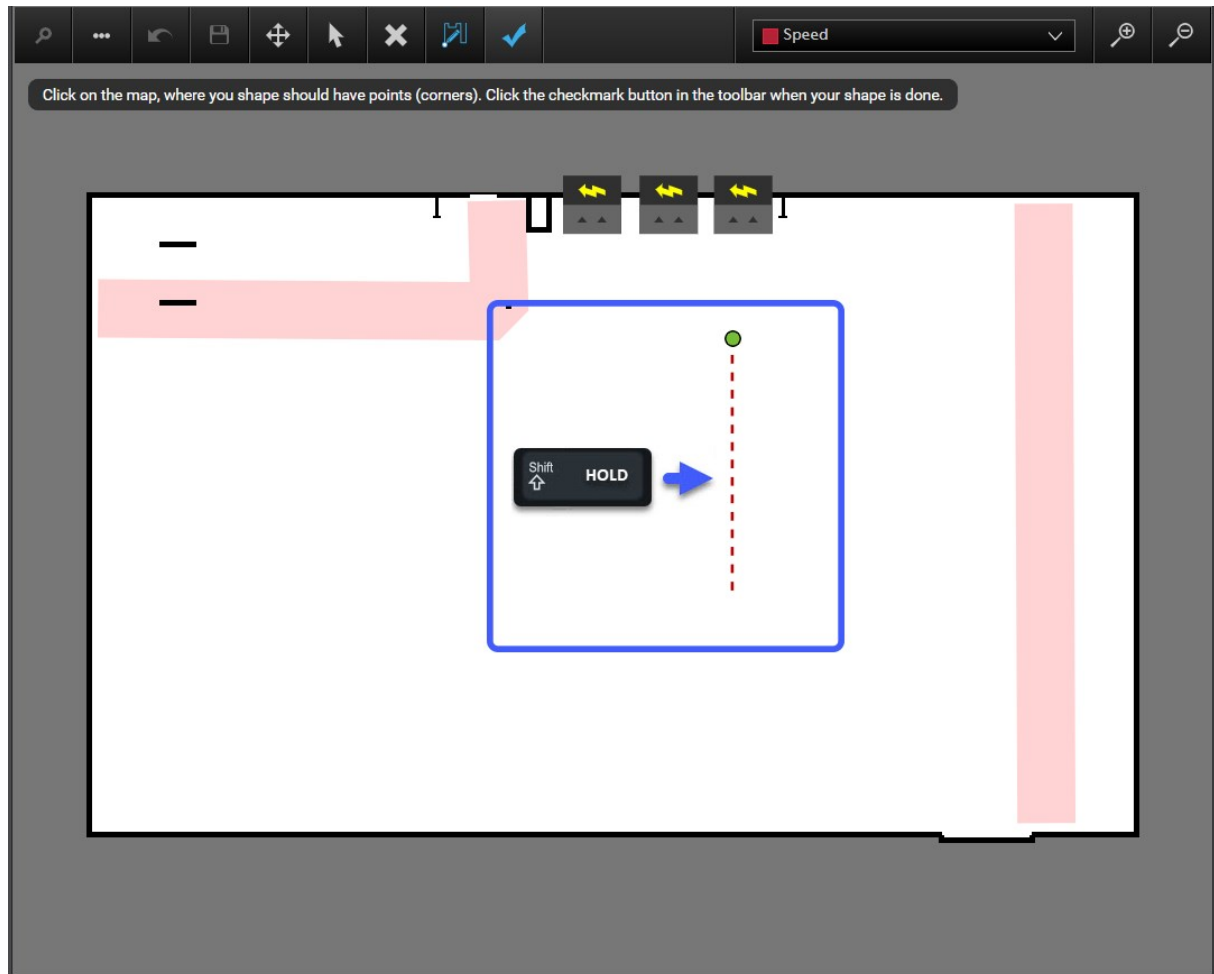 Speed
Click on the map, where you shape should have points (corners). Click the checkmark button in the toolbar when your shape is done.
Shift
HOLD